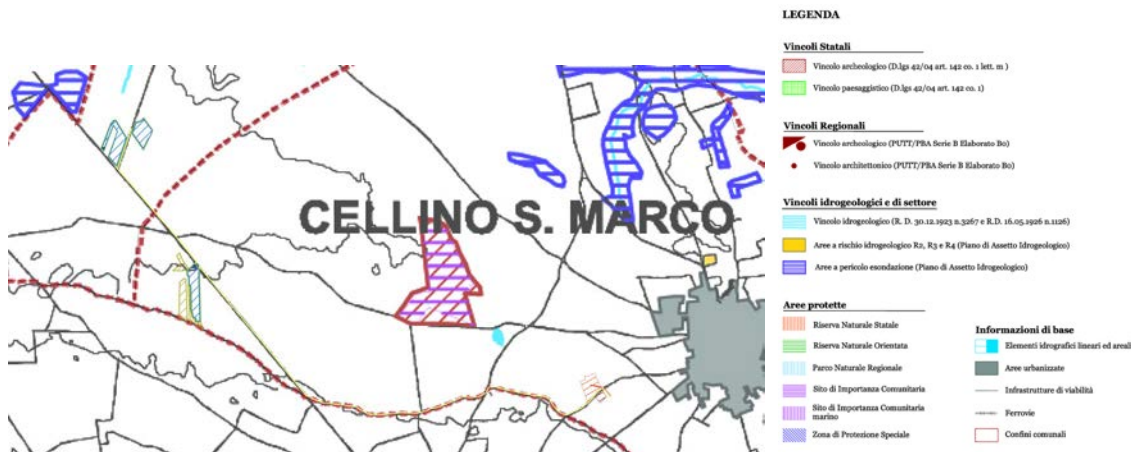 LEGENDA
Vincoli Statali
Vincolo archeologico (D.lgs 42/04 art. 142 co. 1 lett. m )
Vincolo paesaggistico (D.lgs 42/04 art. 142 co. 1)
Vincoli Regionali
Vincolo archeologico (PUTT/PBA Serie B Elaborato B0)
Vincolo architettonico (PUTT/PBA Serie B Elaborato B0)
Vincoli idrogeologici e di settore
Vincolo idrogeologico (R. D. 30.12.1923 n.3267 e R.D. 16.05.1926 n.1126)
Aree a rischio idrogeologico R2, R3 e R4 (Piano di Assetto Idrogeologico)
Aree a pericolo esondazione (Piano di Assetto Idrogeologico)
Aree protette
Riserva Naturale Statale
Riserva Naturale Orientata
Parco Naturale Regionale
Sito di Importanza Comunitaria
Sito di Importanza Comunitaria
marino
Zona di Protezione Speciale
Informazioni di base
Elementi idrografici lineari ed areali
Aree urbanizzate
Infrastrutture di viabilità
Ferrovie
Confini comunali
CELLINO S. MARCO